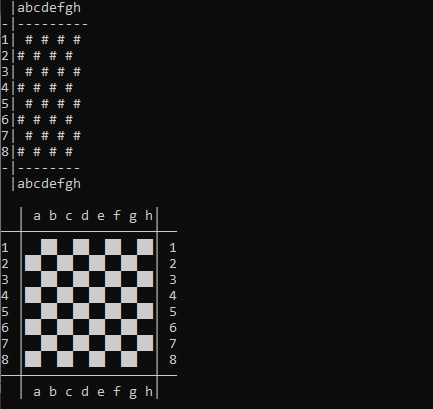 |abcdefgh
-|---------
1| # # # #
2|# # # #
3| # # # #
4|# # # #
5| # # # #
6|# # # #
7| # # # #
8|# # # #
-|--------
 |abcdefgh
a b c d e f g h
1 1
2 2
3 3
4 4
5 5
6 6
7 7
8 8
a b c d e f g h